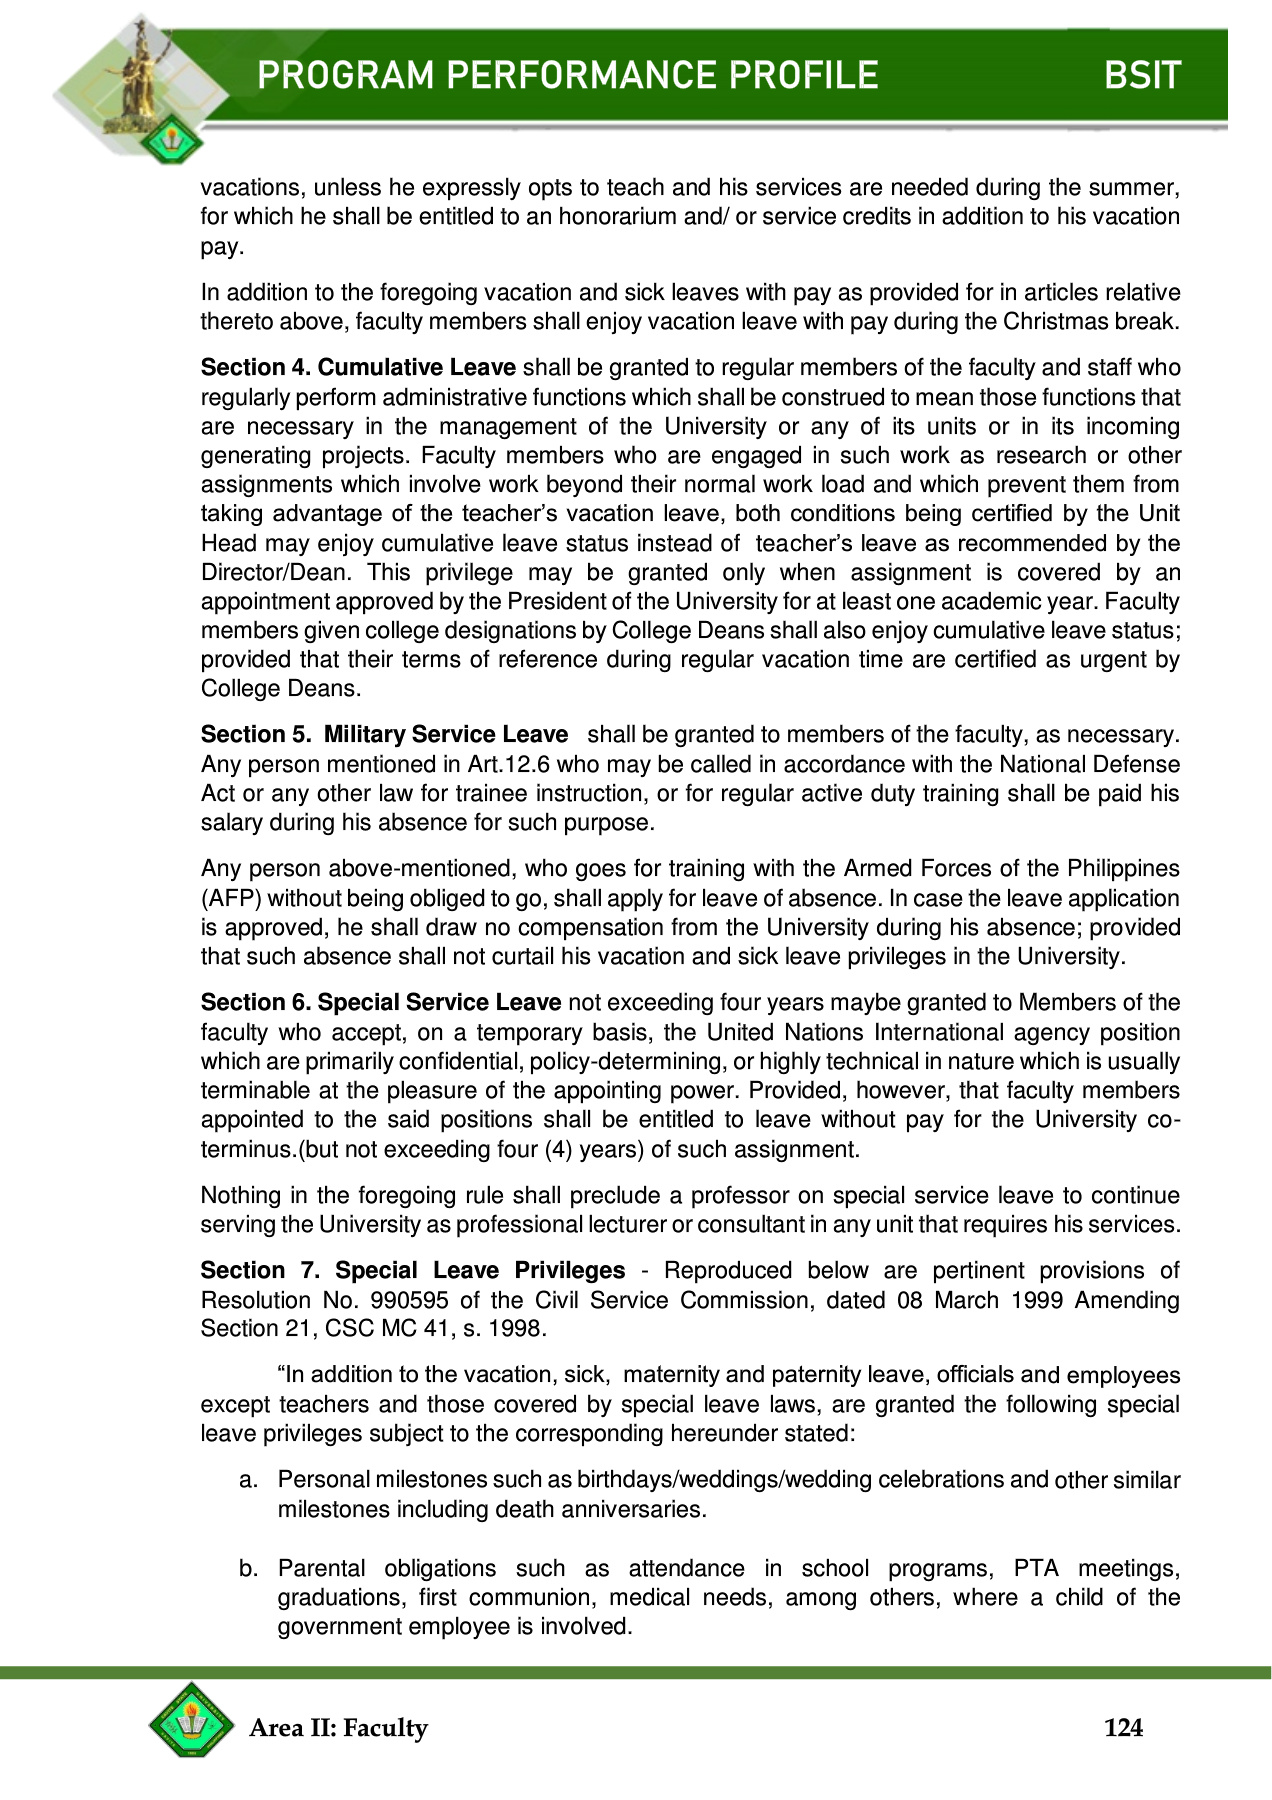 PROGRAM PERFORMANCE PROFILE BSIT
vacations, unless he expressly opts to teach and his services are needed during the summer,
for which he shall be entitled to an honorarium and/ or service credits in addition to his vacation
pay.
In addition to the foregoing vacation and sick leaves with pay as provided for in articles relative
thereto above, faculty members shall enjoy vacation leave with pay during the Christmas break.
Section 4. Cumulative Leave shall be granted to regular members of the faculty and staff who
regularly perform administrative functions which shall be construed to mean those functions that
are necessary in the management of the University or any of its units or in its incoming
generating projects. Faculty members who are engaged in such work as research or other
assignments which involve work beyond their normal work load and which prevent them from
taking advantage of the teacher’s vacation leave, both conditions being certified by the Unit
Head may enjoy cumulative leave status instead of teacher’s leave as recommended by the
Director/Dean. This privilege may be granted only when assignment is covered by an
appointment approved by the President of the University for at least one academic year. Faculty
members given college designations by College Deans shall also enjoy cumulative leave status;
provided that their terms of reference during regular vacation time are certified as urgent by
College Deans.
Section 5. Military Service Leave shall be granted to members of the faculty, as necessary.
Any person mentioned in Art.12.6 who may be called in accordance with the National Defense
Act or any other law for trainee instruction, or for regular active duty training shall be paid his
salary during his absence for such purpose.
Any person above-mentioned, who goes for training with the Armed Forces of the Philippines
(AFP) without being obliged to go, shall apply for leave of absence. In case the leave application
is approved, he shall draw no compensation from the University during his absence; provided
that such absence shall not curtail his vacation and sick leave privileges in the University.
Section 6. Special Service Leave not exceeding four years maybe granted to Members of the
faculty who accept, on a temporary basis, the United Nations International agency position
which are primarily confidential, policy-determining, or highly technical in nature which is usually
terminable at the pleasure of the appointing power. Provided, however, that faculty members
appointed to the said positions shall be entitled to leave without pay for the University co-
terminus.(but not exceeding four (4) years) of such assignment.
Nothing in the foregoing rule shall preclude a professor on special service leave to continue
serving the University as professional lecturer or consultant in any unit that requires his services.
Section 7. Special Leave Privileges - Reproduced below are pertinent provisions of
Resolution No. 990595 of the Civil Service Commission, dated 08 March 1999 Amending
Section 21, CSC MC 41, s. 1998.
“In addition to the vacation, sick, maternity and paternity leave, officials and employees
except teachers and those covered by special leave laws, are granted the following special
leave privileges subject to the corresponding hereunder stated:
a. Personal milestones such as birthdays/weddings/wedding celebrations and other similar
milestones including death anniversaries.
b. Parental obligations such as attendance in school programs, PTA meetings,
graduations, first communion, medical needs, among others, where a child of the
government employee is involved.
Area II: Faculty 124